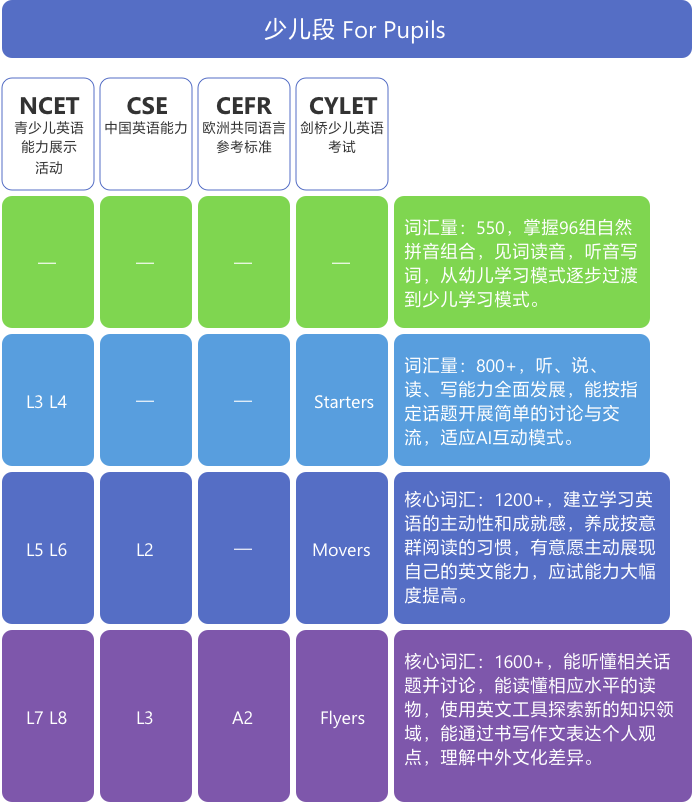 少儿段 For Pupils
NCET
青少儿英语
能力展示
活动
CSE
中国英语能力
CEFR
欧洲共同语言
参考标准
CYLET
剑桥少儿英语
考试
—
—
—
—
词汇量：550，掌握96组自然
拼音组合，见词读音，听音写
词，从幼儿学习模式逐步过渡
到少儿学习模式。
L3 L4
—
—
Starters
词汇量：800+，听、说、
读、写能力全面发展，能按指
定话题开展简单的讨论与交
流，适应AI互动模式。
L5 L6
L2
—
Movers
核心词汇：1200+，建立学习英
语的主动性和成就感，养成按意
群阅读的习惯，有意愿主动展现
自己的英文能力，应试能力大幅
度提高。
L7 L8
L3
A2
Flyers
核心词汇：1600+，能听懂相关话
题并讨论，能读懂相应水平的读
物，使用英文工具探索新的知识领
域，能通过书写作文表达个人观
点，理解中外文化差异。